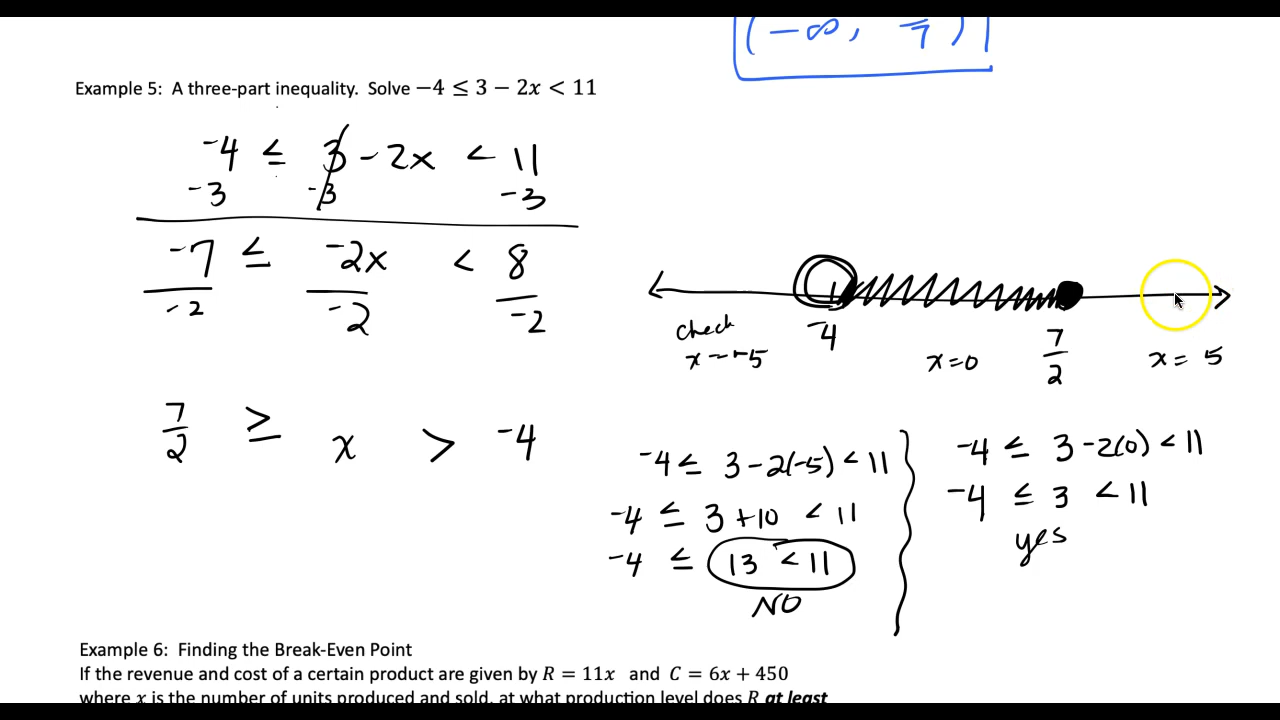 (-∞, 7)
Example 5: A three-part inequality. Solve −4 ≤ 3 − 2x < 11
-4 ≤ 3 - 2x < 11
-3 -3 -3
-7 ≤ -2x < 8
-2 -2 -2
7/2 ≥ x > -4
-4 7/2
check
x = -5 x=0 x = 5
-4 ≤ 3 - 2(-5) < 11
-4 ≤ 3 + 10 < 11
-4 ≤ 13 < 11
NO
-4 ≤ 3 - 2(0) < 11
-4 ≤ 3 < 11
yes
Example 6: Finding the Break-Even Point
If the revenue and cost of a certain product are given by R = 11x and C = 6x + 450
where x is the number of units produced and sold, at what production level does R at least